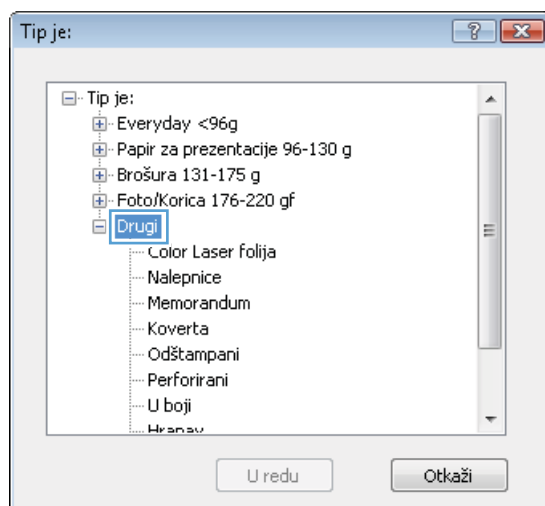 Tip je:
Tip je:
Everyday <96g
Papir za prezentacije 96-130 g
Brošura 131-175 g
Foto/Korica 176-220 gf
Drugi
Color Laser folija
Nalepnice
Memorandum
Koverta
Odštampani
Perforirani
U boji
Hrapav
U redu Otkaži